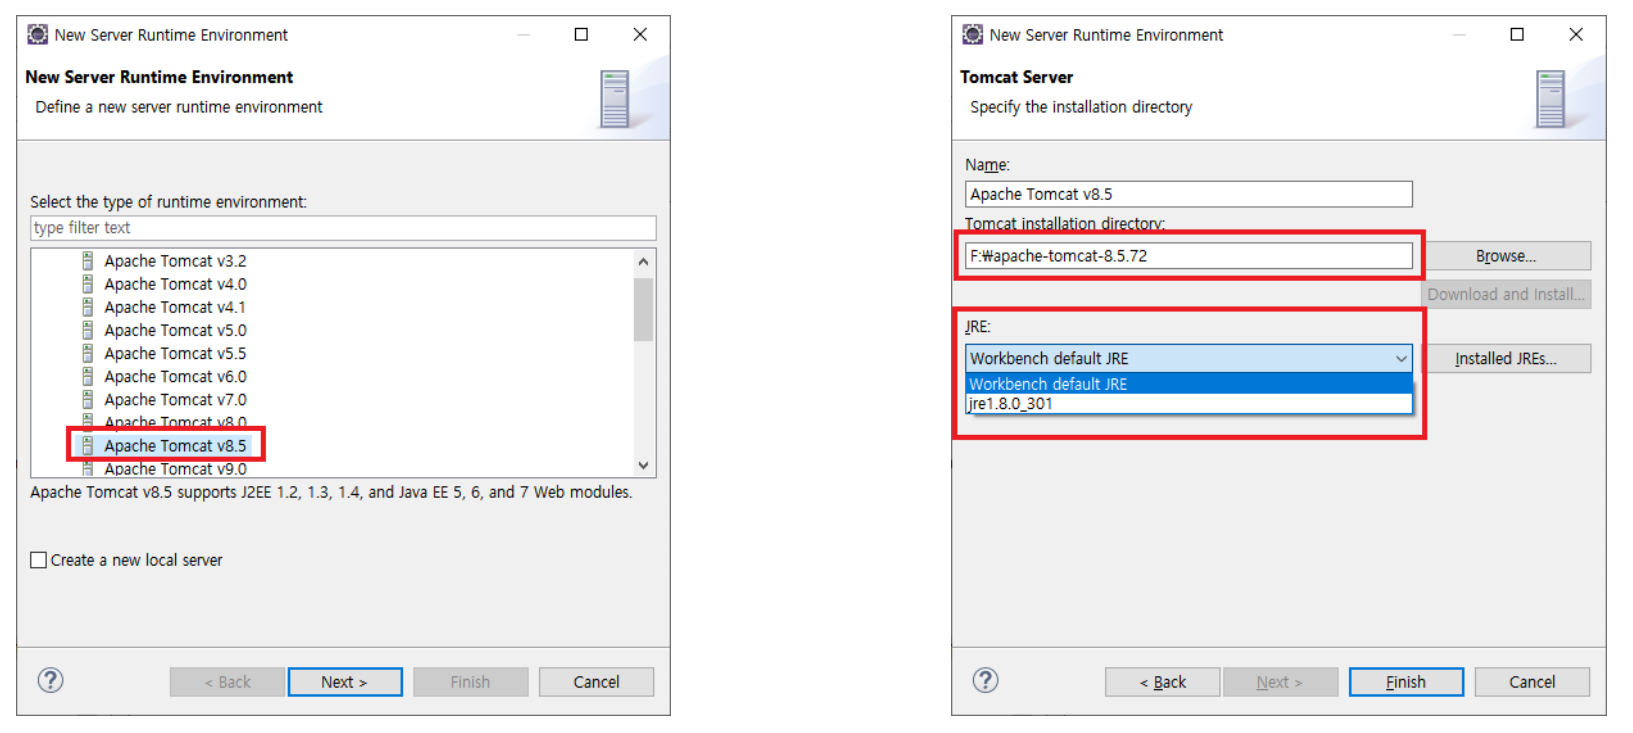 New Server Runtime Environment
New Server Runtime Environment
Define a new server runtime environment
Select the type of runtime environment:
type filter text
Apache Tomcat v3.2
Apache Tomcat v4.0
Apache Tomcat v4.1
Apache Tomcat v5.0
Apache Tomcat v5.5
Apache Tomcat v6.0
Apache Tomcat v7.0
Apache Tomcat v8.0
Apache Tomcat v8.5
Apache Tomcat v9.0
Apache Tomcat v8.5 supports J2EE 1.2, 1.3, 1.4, and Java EE 5, 6, and 7 Web modules.
Create a new local server
?
< Back
Next >
Finish
Cancel
New Server Runtime Environment
Tomcat Server
Specify the installation directory
Name:
Apache Tomcat v8.5
Tomcat installation directory:
F:₩apache-tomcat-8.5.72
Browse...
Download and Install...
JRE:
Workbench default JRE
Installed JREs...
Workbench default JRE
jre1.8.0_301
?
< Back
Next >
Finish
Cancel